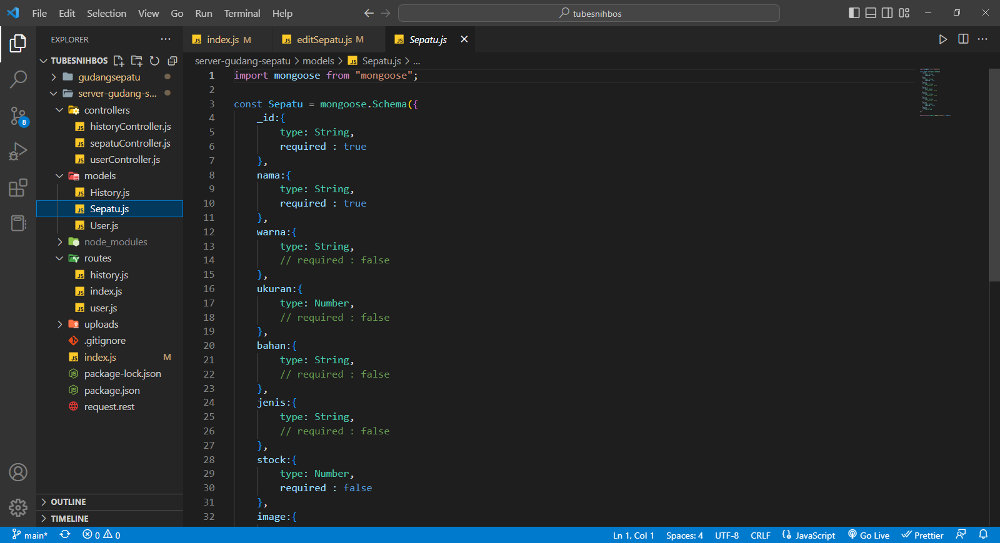 File Edit Selection View Go Run Terminal Help tubesnihbos
EXPLORER ... index.js M editSepatu.js M Sepatu.js
TUBESNIHBOS
server-gudang-sepatu > models > Sepatu.js > ...
gudangsepatu
server-gudang-s...
controllers
historyController.js
sepatuController.js
userController.js
models
History.js
Sepatu.js
User.js
node_modules
routes
history.js
index.js
user.js
uploads
.gitignore
index.js M
package-lock.json
package.json
request.rest
OUTLINE
TIMELINE
8
1 import mongoose from "mongoose";
2
3 const Sepatu = mongoose.Schema({
4 _id:{
5 type: String,
6 required : true
7 },
8 nama:{
9 type: String,
10 required : true
11 },
12 warna:{
13 type: String,
14 // required : false
15 },
16 ukuran:{
17 type: Number,
18 // required : false
19 },
20 bahan:{
21 type: String,
22 // required : false
23 },
24 jenis:{
25 type: String,
26 // required : false
27 },
28 stock:{
29 type: Number,
30 required : false
31 },
32 image:{
main* 0 0 Ln 1, Col 1 Spaces: 4 UTF-8 CRLF JavaScript Go Live Prettier